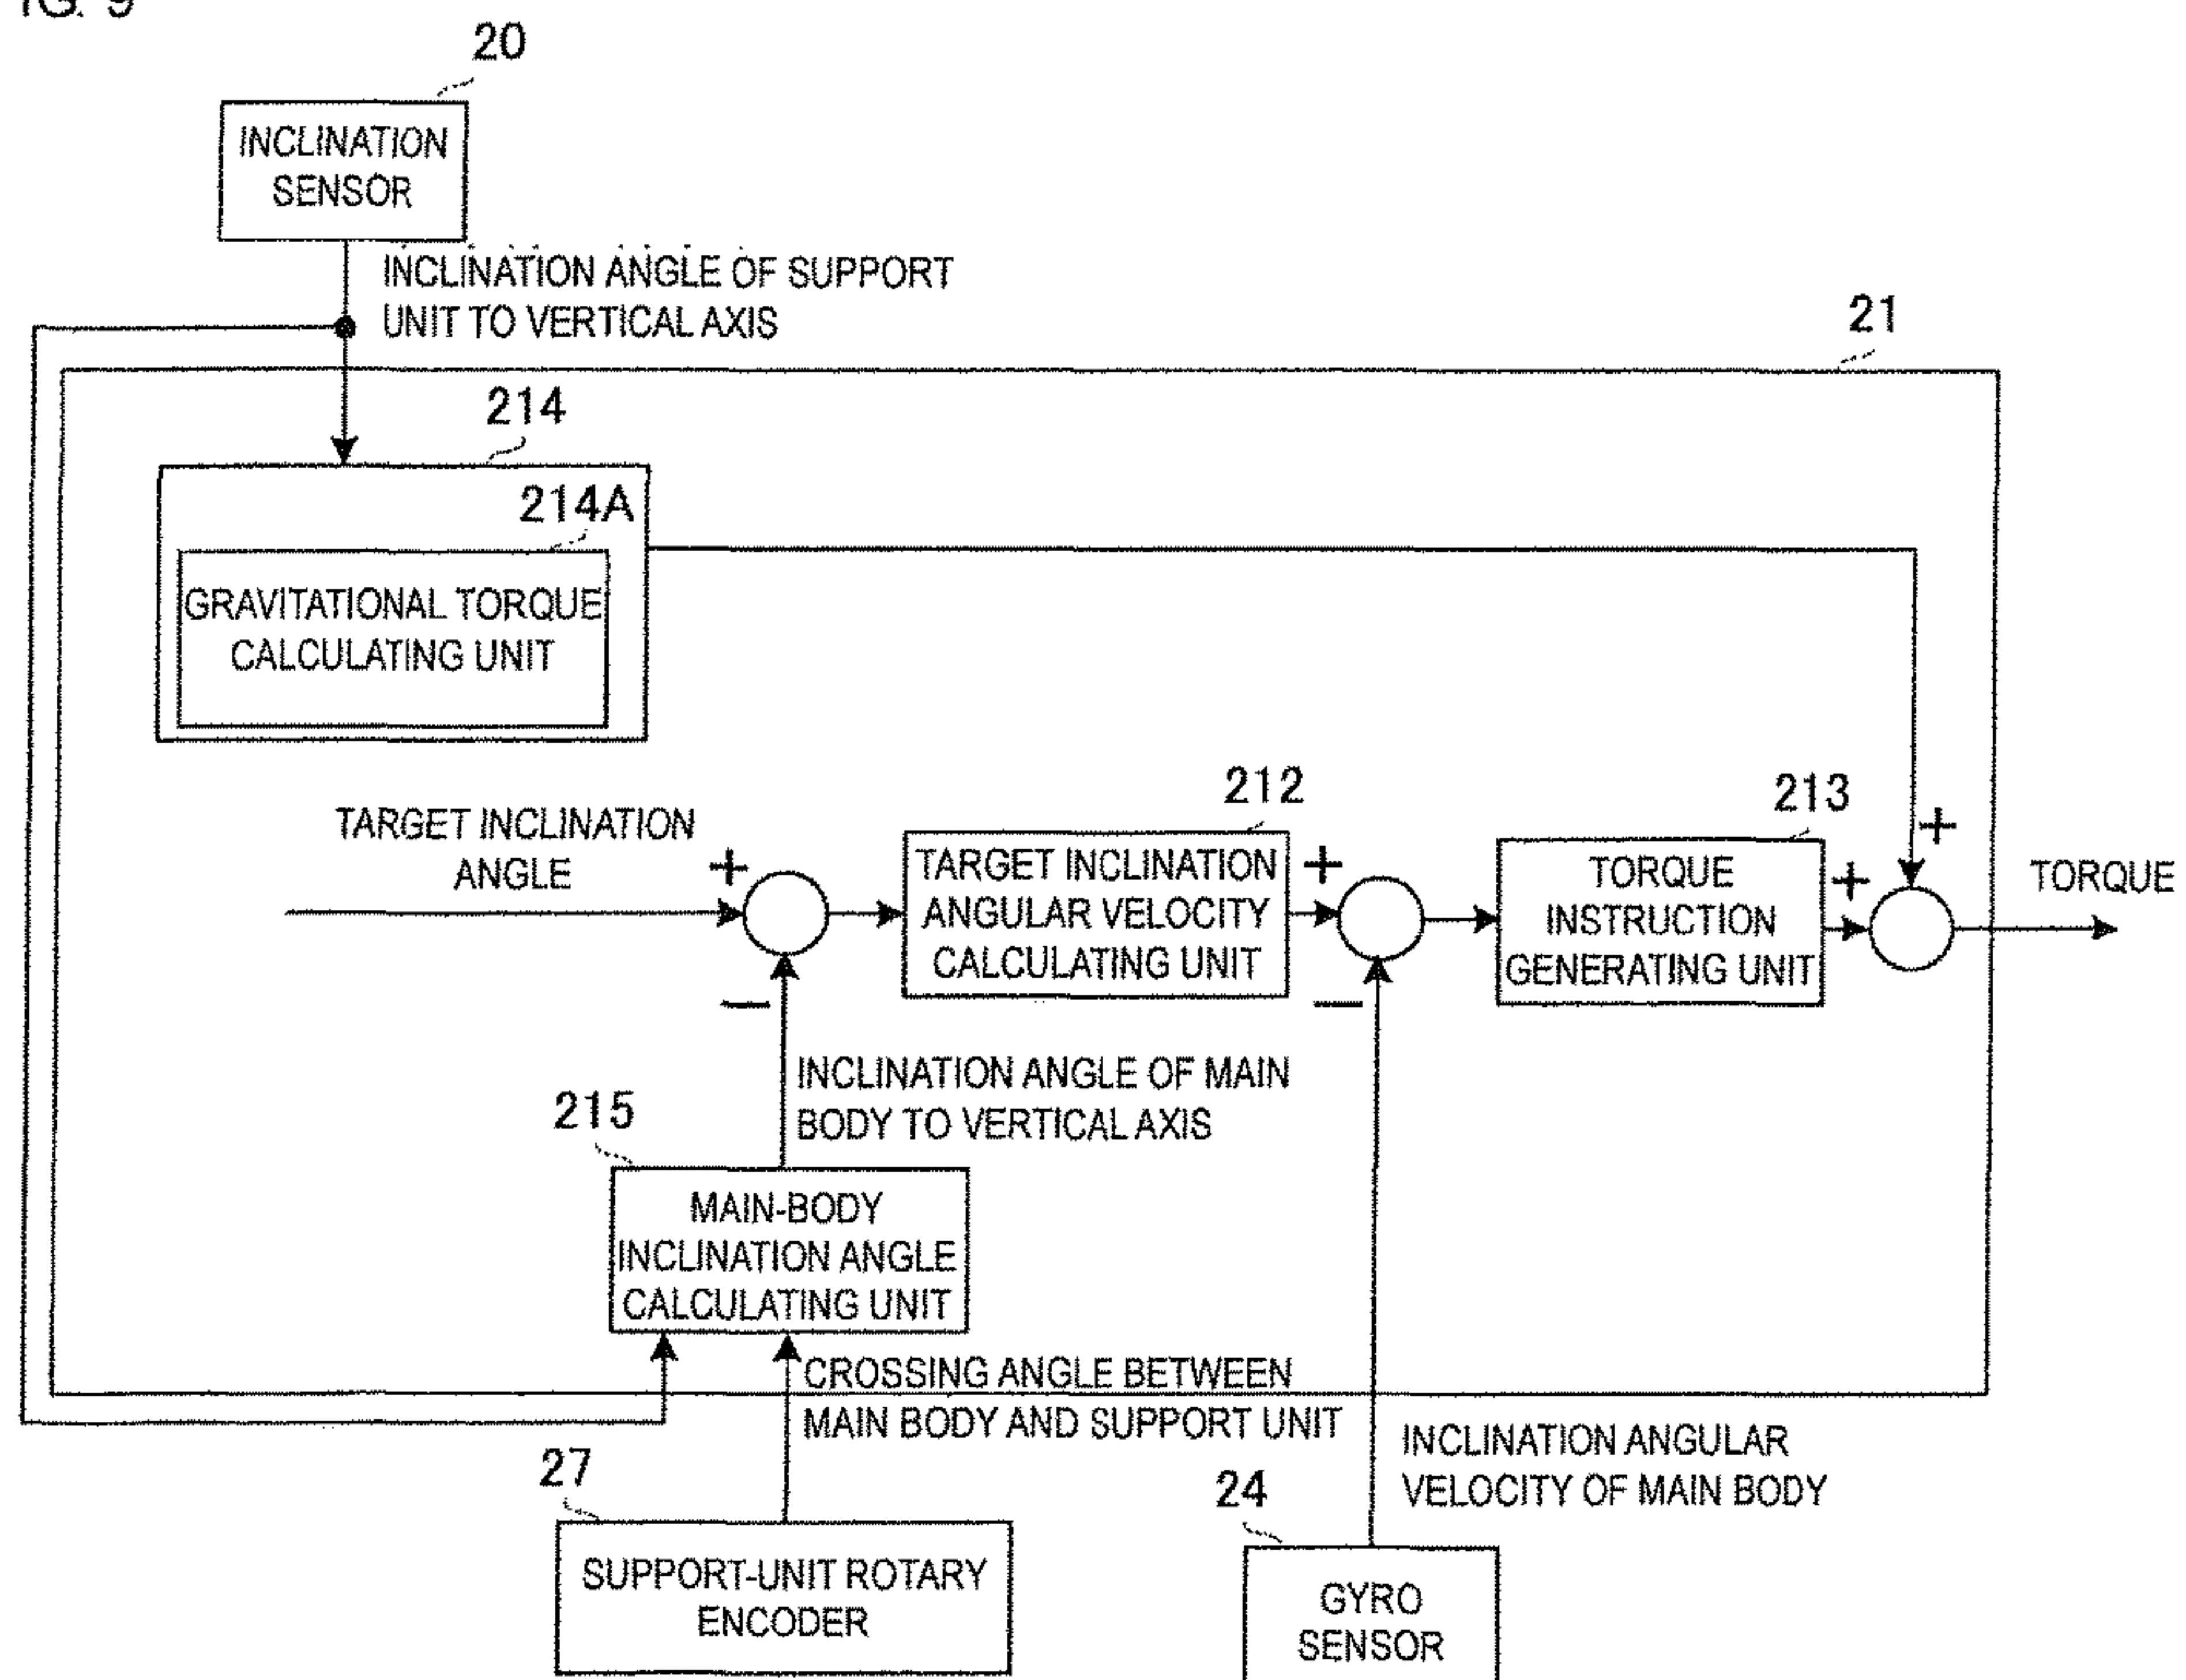 IG. 9
20
INCLINATION
SENSOR
INCLINATION ANGLE OF SUPPORT
UNIT TO VERTICAL AXIS
21
214
214A
GRAVITATIONAL TORQUE
CALCULATING UNIT
TARGET INCLINATION
ANGLE
+
−
212
TARGET INCLINATION
ANGULAR VELOCITY
CALCULATING UNIT
+
−
213
TORQUE
INSTRUCTION
GENERATING UNIT
+
+
TORQUE
INCLINATION ANGLE OF MAIN
BODY TO VERTICAL AXIS
215
MAIN-BODY
INCLINATION ANGLE
CALCULATING UNIT
CROSSING ANGLE BETWEEN
MAIN BODY AND SUPPORT UNIT
27
SUPPORT-UNIT ROTARY
ENCODER
INCLINATION ANGULAR
VELOCITY OF MAIN BODY
24
GYRO
SENSOR